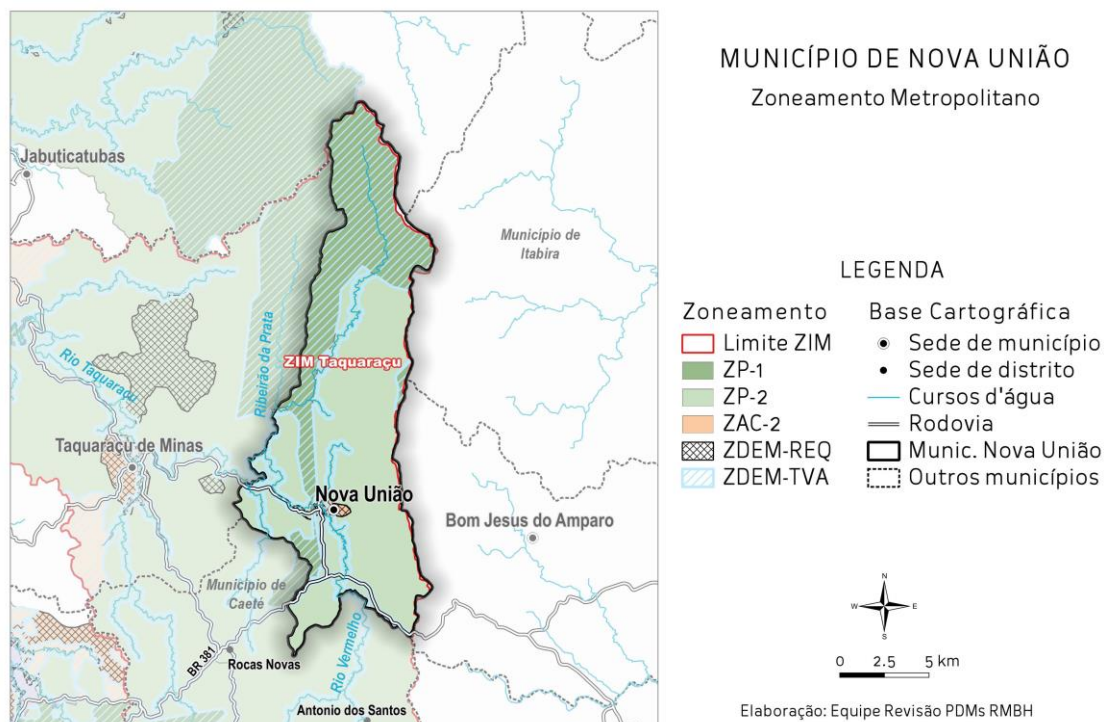 MUNICÍPIO DE NOVA UNIÃO
Zoneamento Metropolitano
Jabuticatubas
Município de
Itabira
ZIM Taquaraçu
Ribeirão da Prata
Rio Taquaraçu
Taquaraçu de Minas
Nova União
Bom Jesus do Amparo
Município de
Caeté
BR 381
Rocas Novas
Rio Vermelho
Antonio dos Santos
LEGENDA
Zoneamento
Limite ZIM
ZP-1
ZP-2
ZAC-2
ZDEM-REQ
ZDEM-TVA
Base Cartográfica
Sede de município
Sede de distrito
Cursos d'água
Rodovia
Munic. Nova União
Outros municípios
N
W E
S
0 2.5 5 km
Elaboração: Equipe Revisão PDMs RMBH